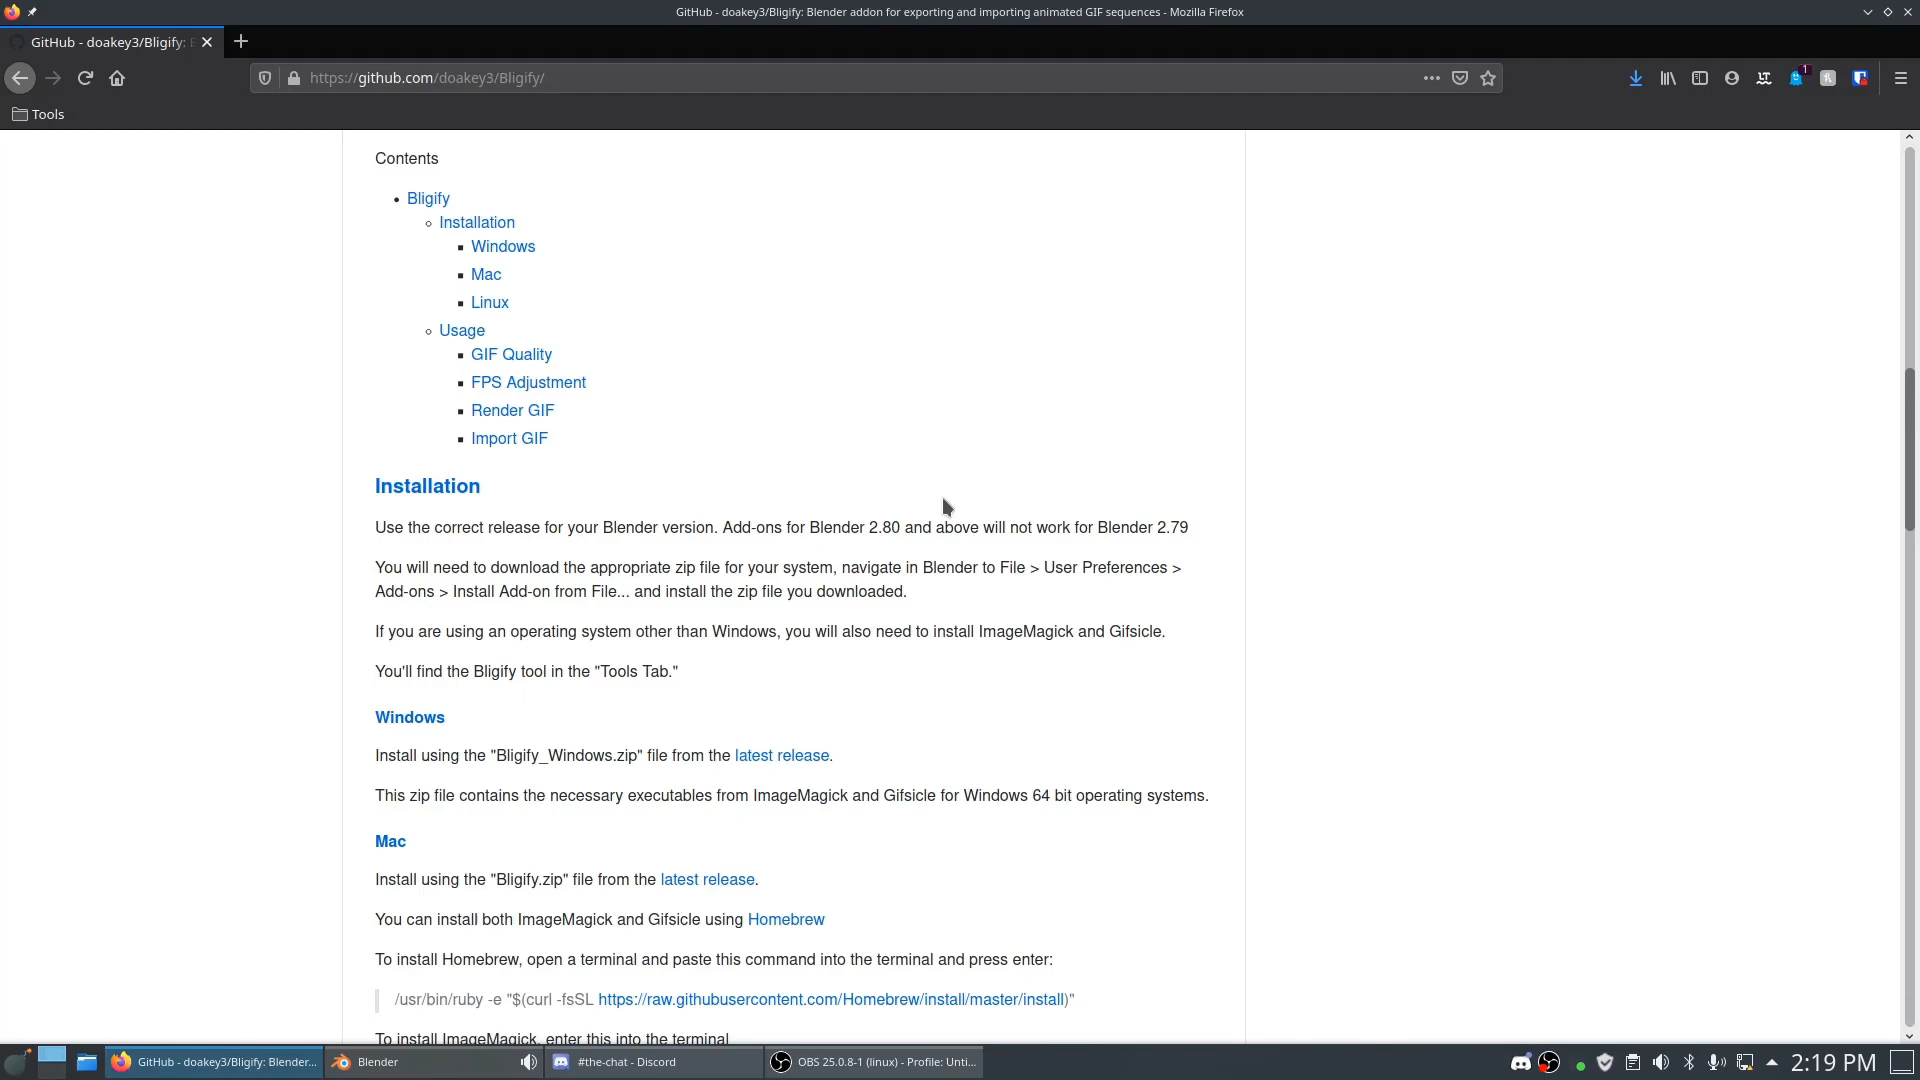 GitHub - doakey3/Bligify: Blender addon for exporting and importing animated GIF sequences - Mozilla Firefox
GitHub - doakey3/Bligify:
https://github.com/doakey3/Bligify/
1
Tools
Contents
Bligify
Installation
Windows
Mac
Linux
Usage
GIF Quality
FPS Adjustment
Render GIF
Import GIF
Installation
Use the correct release for your Blender version. Add-ons for Blender 2.80 and above will not work for Blender 2.79
You will need to download the appropriate zip file for your system, navigate in Blender to File > User Preferences >
Add-ons > Install Add-on from File... and install the zip file you downloaded.
If you are using an operating system other than Windows, you will also need to install ImageMagick and Gifsicle.
You'll find the Bligify tool in the "Tools Tab."
Windows
Install using the "Bligify_Windows.zip" file from the latest release.
This zip file contains the necessary executables from ImageMagick and Gifsicle for Windows 64 bit operating systems.
Mac
Install using the "Bligify.zip" file from the latest release.
You can install both ImageMagick and Gifsicle using Homebrew
To install Homebrew, open a terminal and paste this command into the terminal and press enter:
/usr/bin/ruby -e "$(curl -fsSL https://raw.githubusercontent.com/Homebrew/install/master/install)"
To install ImageMagick, enter this into the terminal
GitHub - doakey3/Bligify: Blender... Blender #the-chat - Discord OBS 25.0.8-1 (linux) - Profile: Unti... 2:19 PM